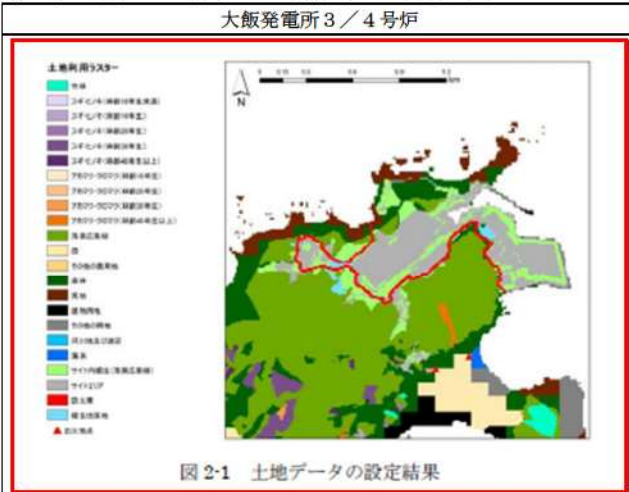 大飯発電所3/4号炉
土地利用ラスター
竹林
スギ・ヒノキ(林齢10年生未満)
スギ・ヒノキ(林齢10年生)
スギ・ヒノキ(林齢20年生)
スギ・ヒノキ(林齢30年生)
スギ・ヒノキ(林齢40年生以上)
アカマツ・クロマツ(林齢10年生)
アカマツ・クロマツ(林齢20年生)
アカマツ・クロマツ(林齢30年生)
アカマツ・クロマツ(林齢40年生以上)
落葉広葉樹
田
その他の農用地
森林
荒地
建物用地
その他の用地
河川地及び湖沼
海浜
サイト内植生(落葉広葉樹)
サイトエリア
防火帯
N
km
図 2-1 土地データの設定結果